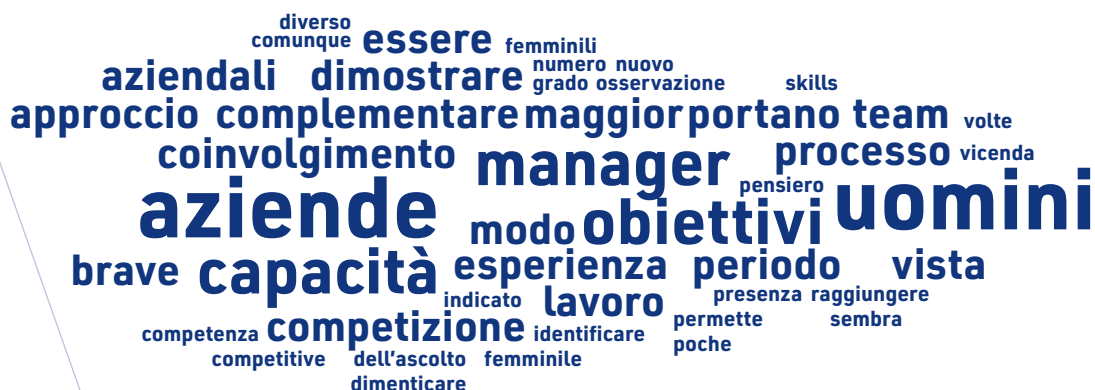 diverso
comunque essere femminili
aziendali dimostrare numero nuovo
grado osservazione skills
approccio complementare maggior portano team volte
coinvolgimento manager processo vicenda
aziende modo obiettivi pensiero uomini
brave capacità esperienza periodo vista
indicato lavoro presenza raggiungere
competenza competizione identificare permette sembra
poche
competitive dell'ascolto femminile
dimenticare